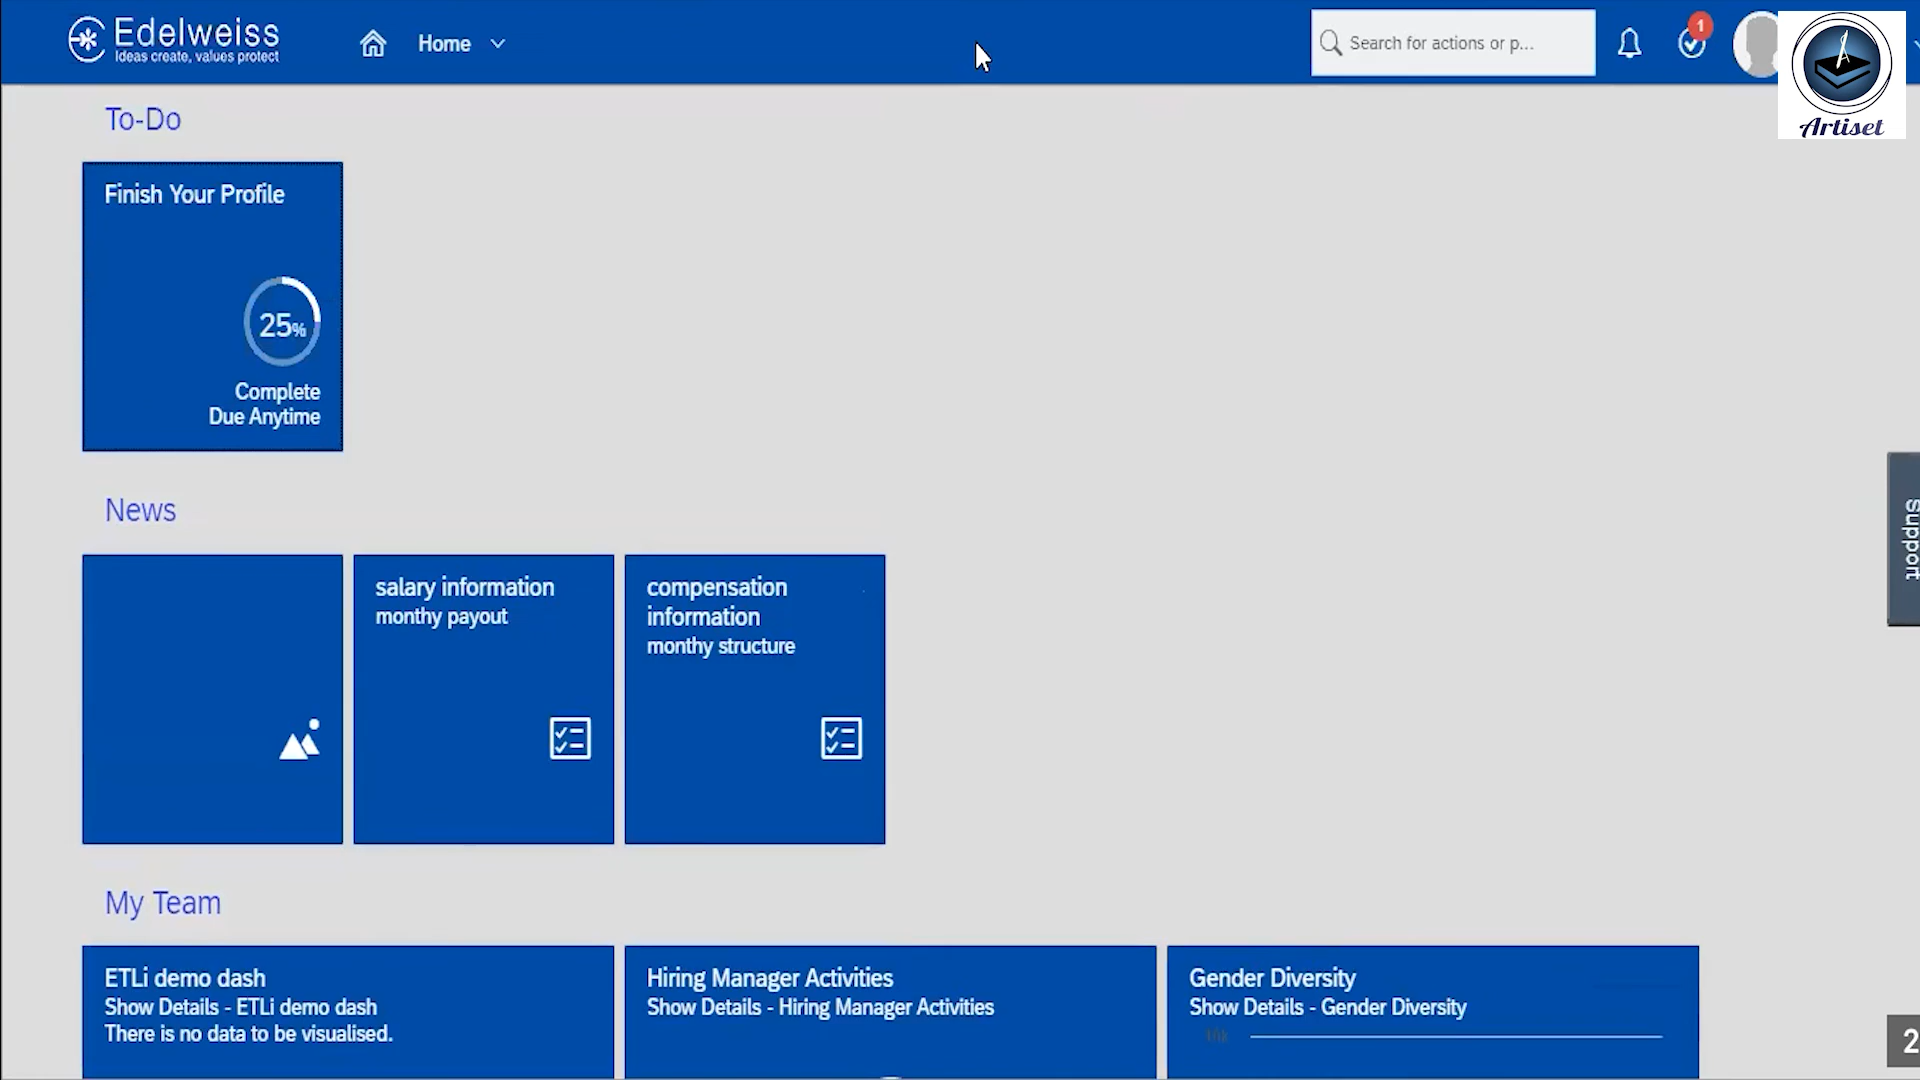 Edelweiss
Ideas create, values protect
Home
Search for actions or p...
1
Artiset
To-Do
Finish Your Profile
25%
Complete
Due Anytime
News
salary information
monthy payout
compensation
information
monthy structure
Support
My Team
ETLi demo dash
Show Details - ETLi demo dash
There is no data to be visualised.
Hiring Manager Activities
Show Details - Hiring Manager Activities
Gender Diversity
Show Details - Gender Diversity
2